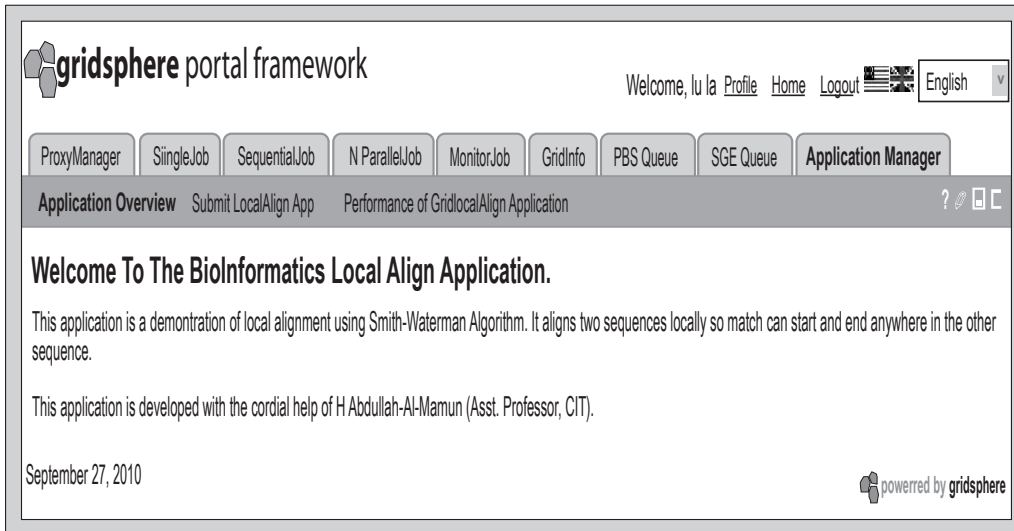 gridsphere portal framework
Welcome, lu la Profile Home Logout English v
ProxyManager SiingleJob SequentialJob N ParallelJob MonitorJob GridInfo PBS Queue SGE Queue Application Manager
Application Overview Submit LocalAlign App Performance of GridlocalAlign Application ?
Welcome To The BioInformatics Local Align Application.
This application is a demontration of local alignment using Smith-Waterman Algorithm. It aligns two sequences locally so match can start and end anywhere in the other
sequence.
This application is developed with the cordial help of H Abdullah-Al-Mamun (Asst. Professor, CIT).
September 27, 2010
powerred by gridsphere